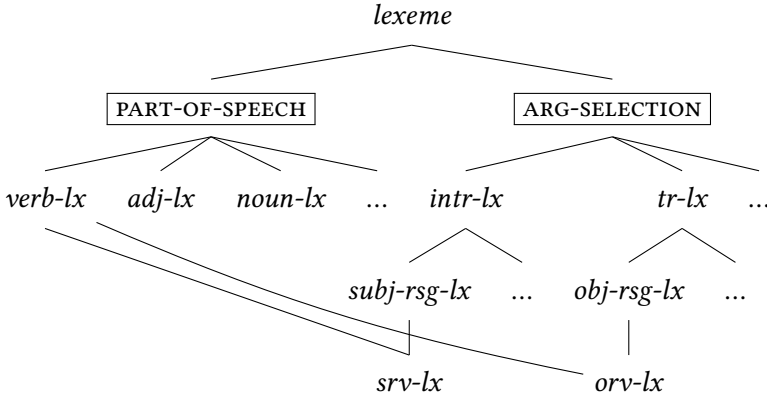 lexeme
PART-OF-SPEECH ARG-SELECTION
verb-lx adj-lx noun-lx ... intr-lx tr-lx ...
subj-rsg-lx ... obj-rsg-lx ...
srv-lx orv-lx